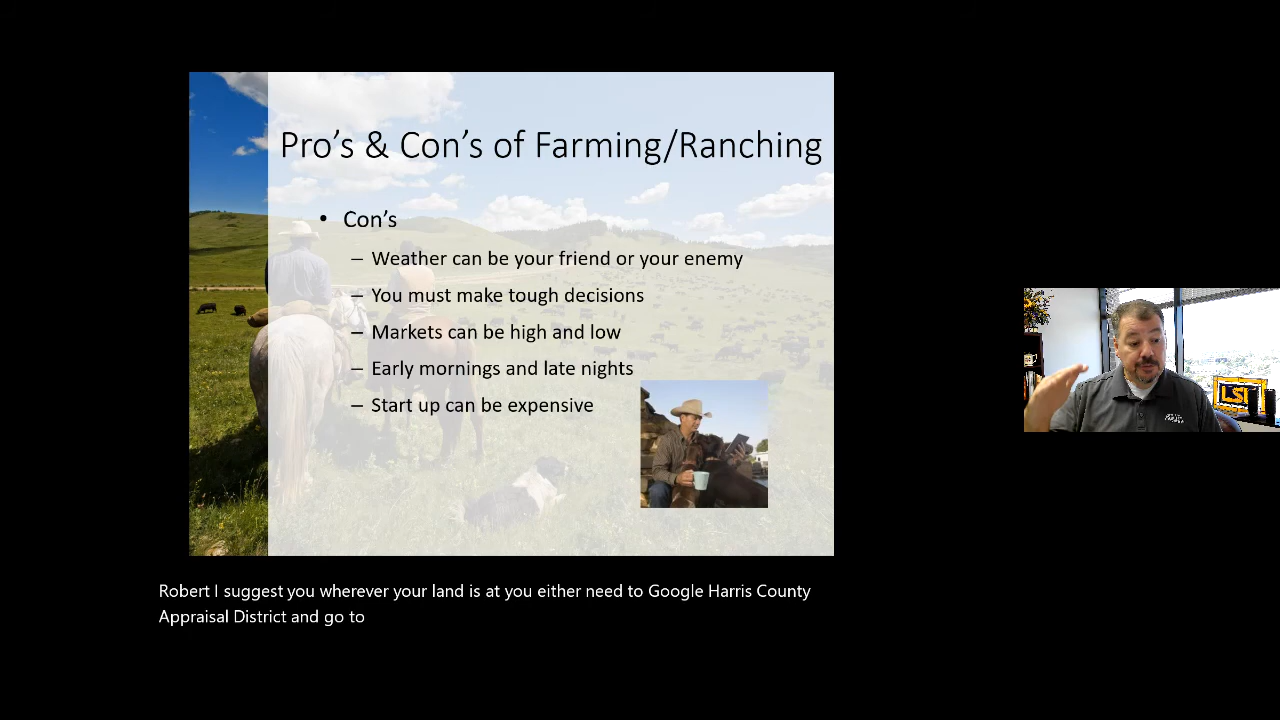 Pro's & Con's of Farming/Ranching
• Con's
– Weather can be your friend or your enemy
– You must make tough decisions
– Markets can be high and low
– Early mornings and late nights
– Start up can be expensive
LSI
Robert I suggest you wherever your land is at you either need to Google Harris County
Appraisal District and go to